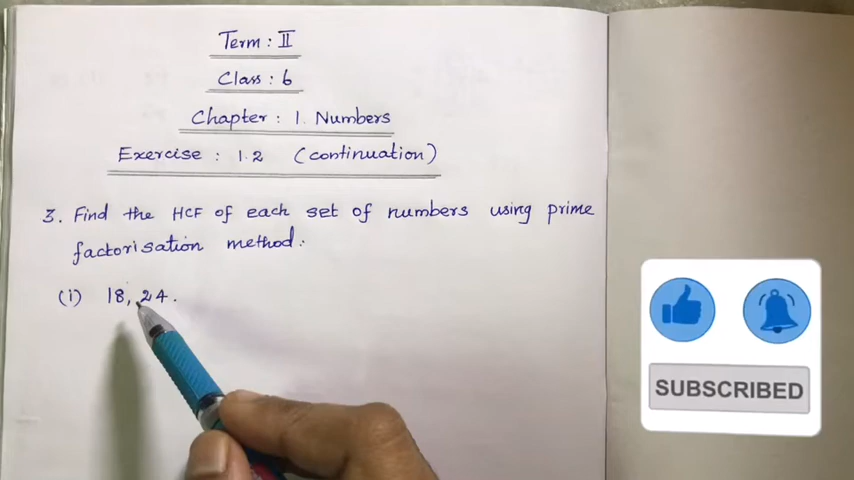 Term : II
Class : 6
Chapter : 1. Numbers
Exercise : 1.2 (continuation)
3. Find the HCF of each set of numbers using prime
factorisation method.
(i) 18, 24.
SUBSCRIBED